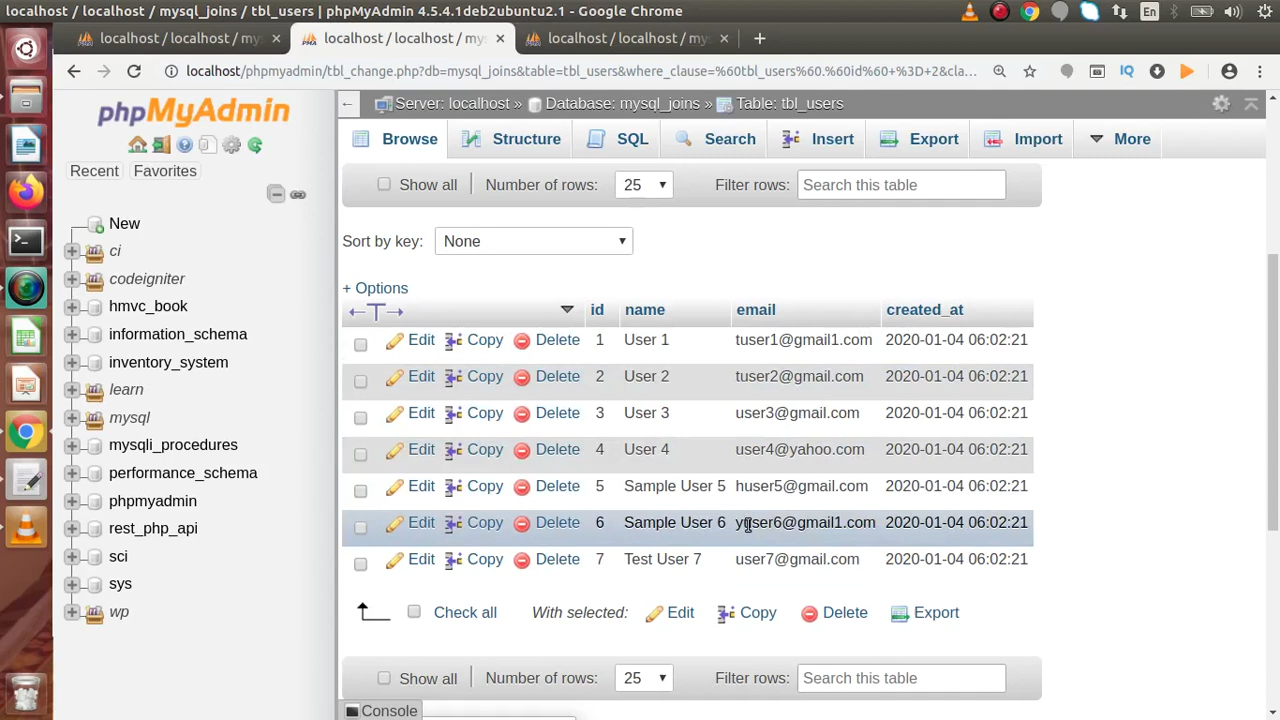 localhost / localhost / mysql_joins / tbl_users | phpMyAdmin 4.5.4.1deb2ubuntu2.1 - Google Chrome
En
localhost / localhost / my
localhost / localhost / mys
localhost / localhost / my
localhost/phpmyadmin/tbl_change.php?db=mysql_joins&table=tbl_users&where_clause=%60tbl_users%60.%60id%60+%3D+2&cla...
IQ
phpMyAdmin
Recent Favorites
New
ci
codeigniter
hmvc_book
information_schema
inventory_system
learn
mysql
mysqli_procedures
performance_schema
phpmyadmin
rest_php_api
sci
sys
wp
Server: localhost » Database: mysql_joins » Table: tbl_users
Browse Structure SQL Search Insert Export Import More
Show all Number of rows: 25 Filter rows: Search this table
Sort by key: None
+ Options
←T→ id name email created_at
Edit Copy Delete 1 User 1 tuser1@gmail1.com 2020-01-04 06:02:21
Edit Copy Delete 2 User 2 tuser2@gmail.com 2020-01-04 06:02:21
Edit Copy Delete 3 User 3 user3@gmail.com 2020-01-04 06:02:21
Edit Copy Delete 4 User 4 user4@yahoo.com 2020-01-04 06:02:21
Edit Copy Delete 5 Sample User 5 huser5@gmail.com 2020-01-04 06:02:21
Edit Copy Delete 6 Sample User 6 yuser6@gmail1.com 2020-01-04 06:02:21
Edit Copy Delete 7 Test User 7 user7@gmail.com 2020-01-04 06:02:21
Check all With selected: Edit Copy Delete Export
Show all Number of rows: 25 Filter rows: Search this table
Console